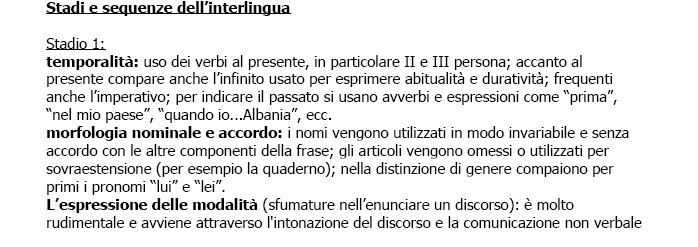 Stadi e sequenze dell’interlingua
Stadio 1:
temporalità: uso dei verbi al presente, in particolare II e III persona; accanto al
presente compare anche l’infinito usato per esprimere abitualità e duratività; frequenti
anche l’imperativo; per indicare il passato si usano avverbi e espressioni come “prima”,
“nel mio paese”, “quando io...Albania”, ecc.
morfologia nominale e accordo: i nomi vengono utilizzati in modo invariabile e senza
accordo con le altre componenti della frase; gli articoli vengono omessi o utilizzati per
sovraestensione (per esempio la quaderno); nella distinzione di genere compaiono per
primi i pronomi “lui” e “lei”.
L’espressione delle modalità (sfumature nell’enunciare un discorso): è molto
rudimentale e avviene attraverso l'intonazione del discorso e la comunicazione non verbale